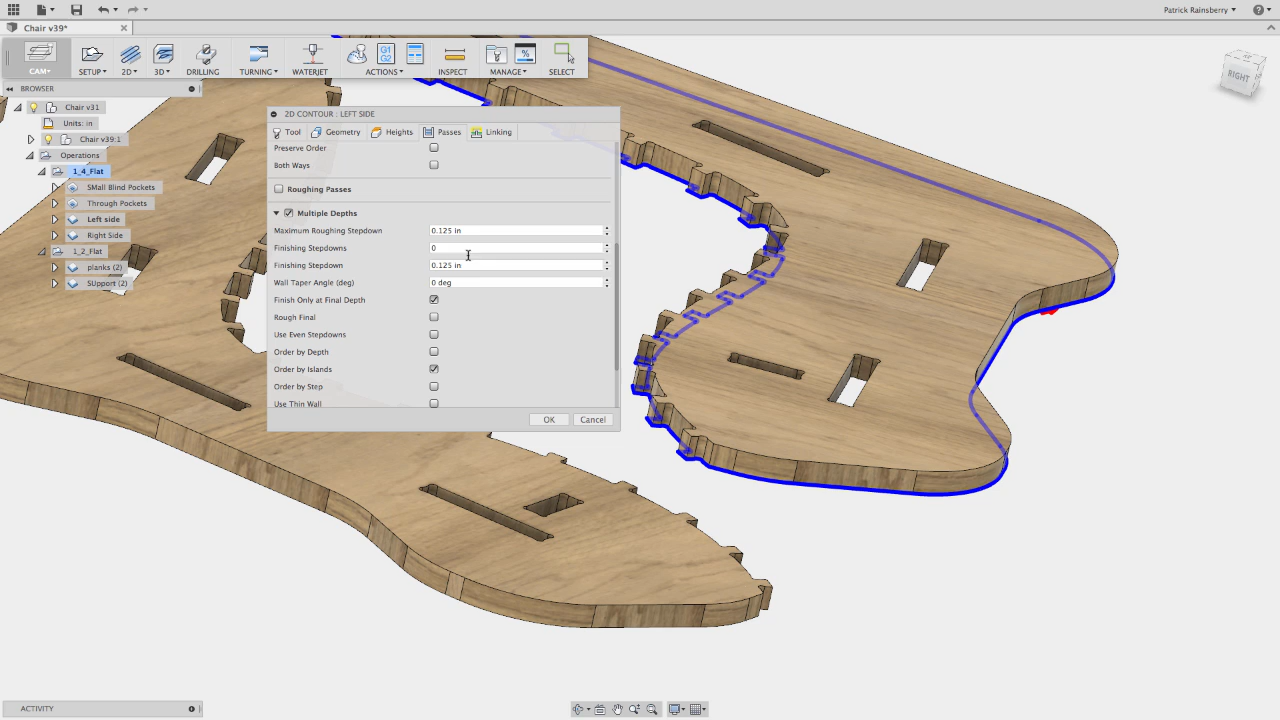 Patrick Rainsberry
Chair v39*
CAM
SETUP
2D
3D
DRILLING
TURNING
WATERJET
G1
G2
ACTIONS
INSPECT
%
MANAGE
SELECT
RIGHT
BROWSER
Chair v31
Units: in
Chair v39:1
Operations
1_4_Flat
SMall Blind Pockets
Through Pockets
Left side
Right Side
1_2_Flat
planks (2)
SUpport (2)
2D CONTOUR : LEFT SIDE
Tool
Geometry
Heights
Passes
Linking
Preserve Order
Both Ways
Roughing Passes
Multiple Depths
Maximum Roughing Stepdown 0.125 in
Finishing Stepdowns 0
Finishing Stepdown 0.125 in
Wall Taper Angle (deg) 0 deg
Finish Only at Final Depth
Rough Final
Use Even Stepdowns
Order by Depth
Order by Islands
Order by Step
Use Thin Wall
OK
Cancel
ACTIVITY